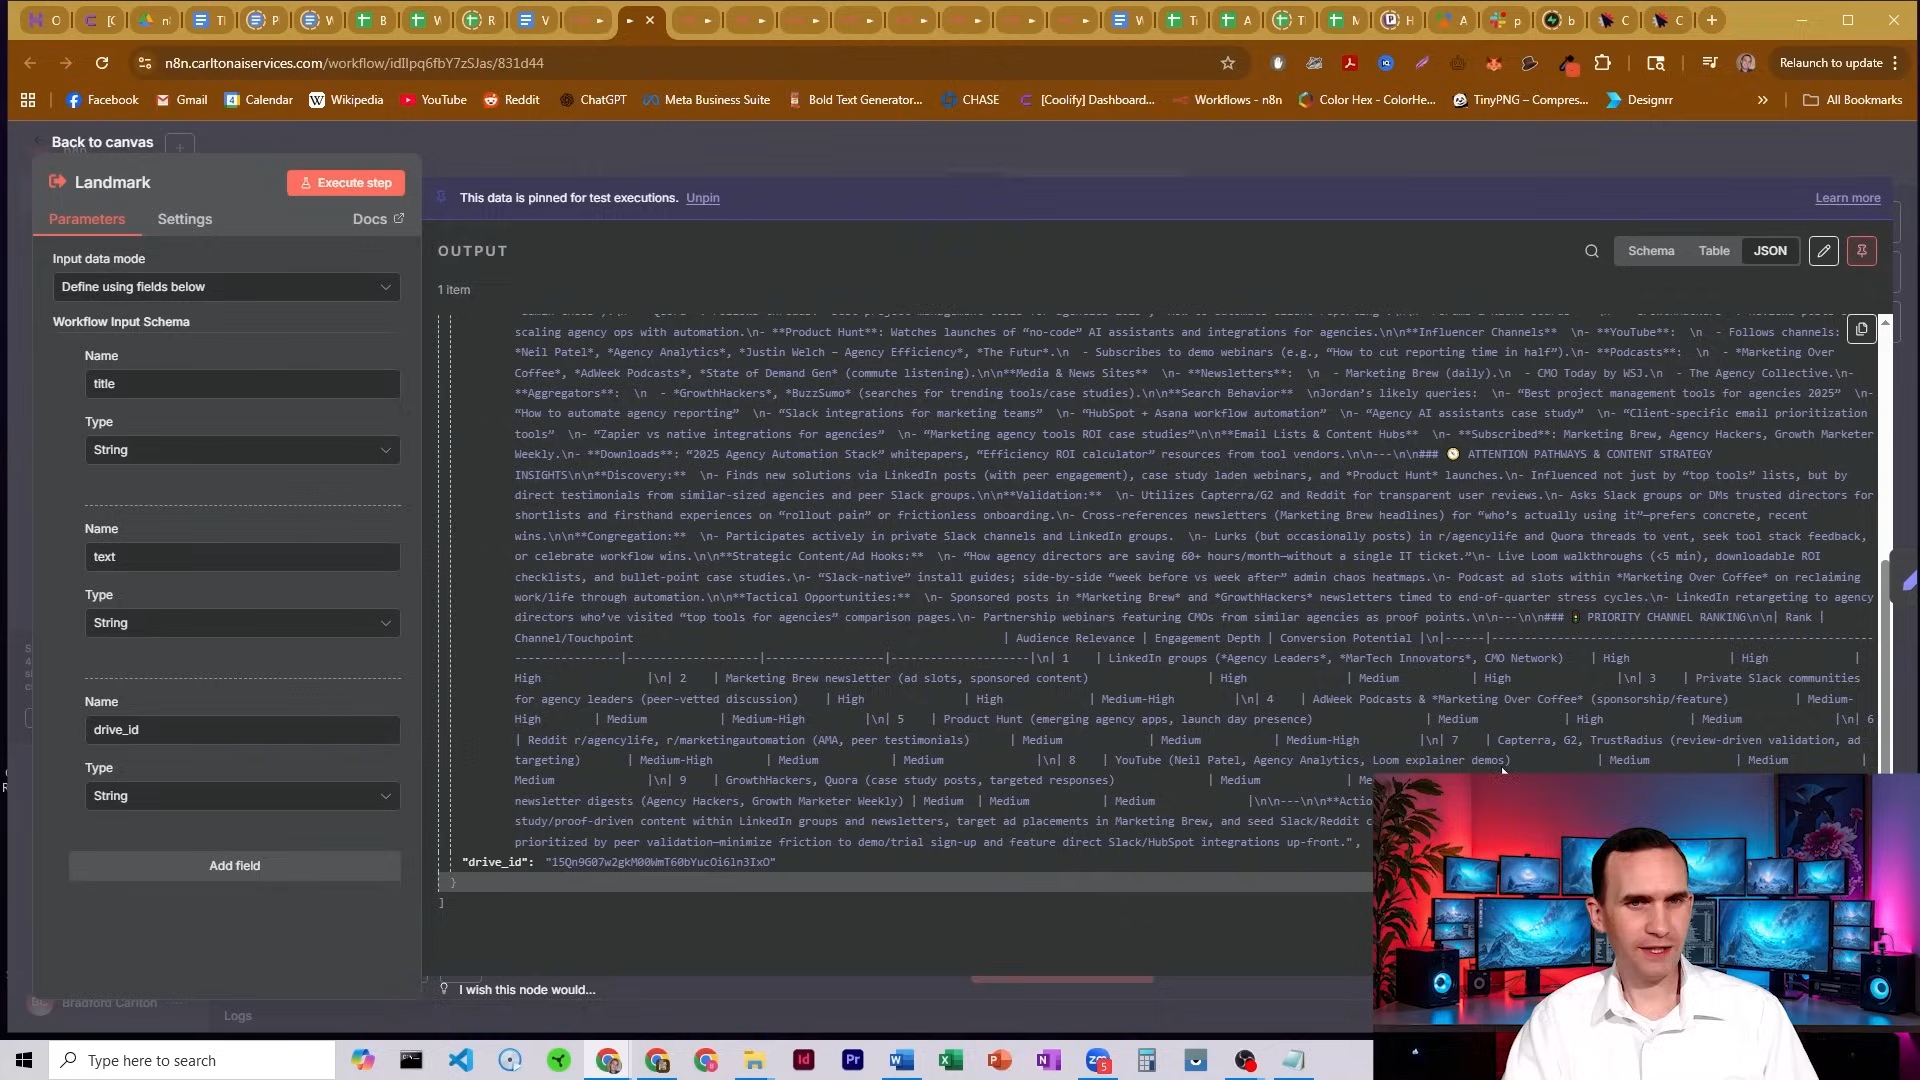 n8n.carltonaiservices.com/workflow/idIlpq6fbY7zSJas/831d44
Relaunch to update
Facebook Gmail Calendar Wikipedia YouTube Reddit ChatGPT Meta Business Suite Bold Text Generator... CHASE [Coolify] Dashboard... Workflows - n8n Color Hex - ColorHe... TinyPNG – Compres... Designrr » All Bookmarks
Back to canvas
Landmark
Execute step
Parameters Settings Docs
Input data mode
Define using fields below
Workflow Input Schema
Name
title
Type
String
Name
text
Type
String
Name
drive_id
Type
String
Add field
This data is pinned for test executions. Unpin
Learn more
OUTPUT
Schema Table JSON
1 item
scaling agency ops with automation.\n- **Product Hunt**: Watches launches of “no-code” AI assistants and integrations for agencies.\n\n**Influencer Channels** \n- **YouTube**: \n - Follows channels:
*Neil Patel*, *Agency Analytics*, *Justin Welch – Agency Efficiency*, *The Futur*.\n - Subscribes to demo webinars (e.g., “How to cut reporting time in half”).\n- **Podcasts**: \n - *Marketing Over
Coffee*, *AdWeek Podcasts*, *State of Demand Gen* (commute listening).\n\n**Media & News Sites** \n- **Newsletters**: \n - Marketing Brew (daily).\n - CMO Today by WSJ.\n - The Agency Collective.\n-
**Aggregators**: \n - *GrowthHackers*, *BuzzSumo* (searches for trending tools/case studies).\n\n**Search Behavior** \nJordan’s likely queries: \n- “Best project management tools for agencies 2025” \n-
“How to automate agency reporting” \n- “Slack integrations for marketing teams” \n- “HubSpot + Asana workflow automation” \n- “Agency AI assistants case study” \n- “Client-specific email prioritization
tools” \n- “Zapier vs native integrations for agencies” \n- “Marketing agency tools ROI case studies”\n\n**Email Lists & Content Hubs** \n- **Subscribed**: Marketing Brew, Agency Hackers, Growth Marketer
Weekly.\n- **Downloads**: “2025 Agency Automation Stack” whitepapers, “Efficiency ROI calculator” resources from tool vendors.\n\n---\n\n### 🧭 ATTENTION PATHWAYS & CONTENT STRATEGY
INSIGHTS\n\n**Discovery:** \n- Finds new solutions via LinkedIn posts (with peer engagement), case study laden webinars, and *Product Hunt* launches.\n- Influenced not just by “top tools” lists, but by
direct testimonials from similar-sized agencies and peer Slack groups.\n\n**Validation:** \n- Utilizes Capterra/G2 and Reddit for transparent user reviews.\n- Asks Slack groups or DMs trusted directors for
shortlists and firsthand experiences on “rollout pain” or frictionless onboarding.\n- Cross-references newsletters (Marketing Brew headlines) for “who’s actually using it”—prefers concrete, recent
wins.\n\n**Congregation:** \n- Participates actively in private Slack channels and LinkedIn groups. \n- Lurks (but occasionally posts) in r/agencylife and Quora threads to vent, seek tool stack feedback,
or celebrate workflow wins.\n\n**Strategic Content/Ad Hooks:** \n- “How agency directors are saving 60+ hours/month—without a single IT ticket.”\n- Live Loom walkthroughs (<5 min), downloadable ROI
checklists, and bullet-point case studies.\n- “Slack-native” install guides; side-by-side “week before vs week after” admin chaos heatmaps.\n- Podcast ad slots within *Marketing Over Coffee* on reclaiming
work/life through automation.\n\n**Tactical Opportunities:** \n- Sponsored posts in *Marketing Brew* and *GrowthHackers* newsletters timed to end-of-quarter stress cycles.\n- LinkedIn retargeting to agency
directors who’ve visited “top tools for agencies” comparison pages.\n- Partnership webinars featuring CMOs from similar agencies as proof points.\n\n---\n\n### 🚦 PRIORITY CHANNEL RANKING\n\n| Rank |
Channel/Touchpoint | Audience Relevance | Engagement Depth | Conversion Potential |\n|------|---------------------------------------------------------
----------------|--------------------|------------------|----------------------|\n| 1 | LinkedIn groups (*Agency Leaders*, *MarTech Innovators*, CMO Network) | High | High |
High |\n| 2 | Marketing Brew newsletter (ad slots, sponsored content) | High | Medium | High |\n| 3 | Private Slack communities
for agency leaders (peer-vetted discussion) | High | High | Medium-High |\n| 4 | AdWeek Podcasts & *Marketing Over Coffee* (sponsorship/feature) | Medium-
High | Medium | Medium-High |\n| 5 | Product Hunt (emerging agency apps, launch day presence) | Medium | High | Medium |\n| 6
| Reddit r/agencylife, r/marketingautomation (AMA, peer testimonials) | Medium | Medium | Medium-High |\n| 7 | Capterra, G2, TrustRadius (review-driven validation, ad
targeting) | Medium-High | Medium | Medium |\n| 8 | YouTube (Neil Patel, Agency Analytics, Loom explainer demos) | Medium | Medium |
Medium |\n| 9 | GrowthHackers, Quora (case study posts, targeted responses) | Medium | Me
newsletter digests (Agency Hackers, Growth Marketer Weekly) | Medium | Medium | Medium |\n\n---\n\n**Actio
study/proof-driven content within LinkedIn groups and newsletters, target ad placements in Marketing Brew, and seed Slack/Reddit c
prioritized by peer validation—minimize friction to demo/trial sign-up and feature direct Slack/HubSpot integrations up-front.",
"drive_id": "15Qn9G07w2gkM00WmT60bYucOi61n3IxO"
}
]
I wish this node would...
Bradford Carlton
Logs
Type here to search